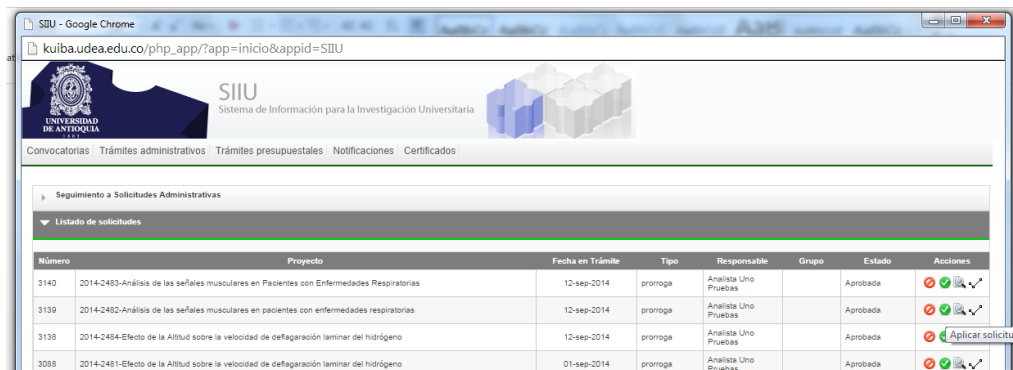 SIIU - Google Chrome
kuiba.udea.edu.co/php_app/?app=inicio&appid=SIIU
SIIU
Sistema de Información para la Investigación Universitaria
UNIVERSIDAD
DE ANTIOQUIA
1803
Convocatorias Trámites administrativos Trámites presupuestales Notificaciones Certificados
Seguimiento a Solicitudes Administrativas
Listado de solicitudes
Número Proyecto Fecha en Trámite Tipo Responsable Grupo Estado Acciones
3140 2014-2483-Análisis de las señales musculares en Pacientes con Enfermedades Respiratorias 12-sep-2014 prorroga Analista Uno Pruebas Aprobada
3139 2014-2482-Análisis de las señales musculares en pacientes con enfermedades respiratorias 12-sep-2014 prorroga Analista Uno Pruebas Aprobada
3138 2014-2484-Efecto de la Altitud sobre la velocidad de deflagaración laminar del hidrógeno 12-sep-2014 prorroga Analista Uno Pruebas Aprobada
Aplicar solicitu
3088 2014-2481-Efecto de la Altitud sobre la velocidad de deflagaración laminar del hidrógeno 01-sep-2014 prorroga Analista Uno Pruebas Aprobada